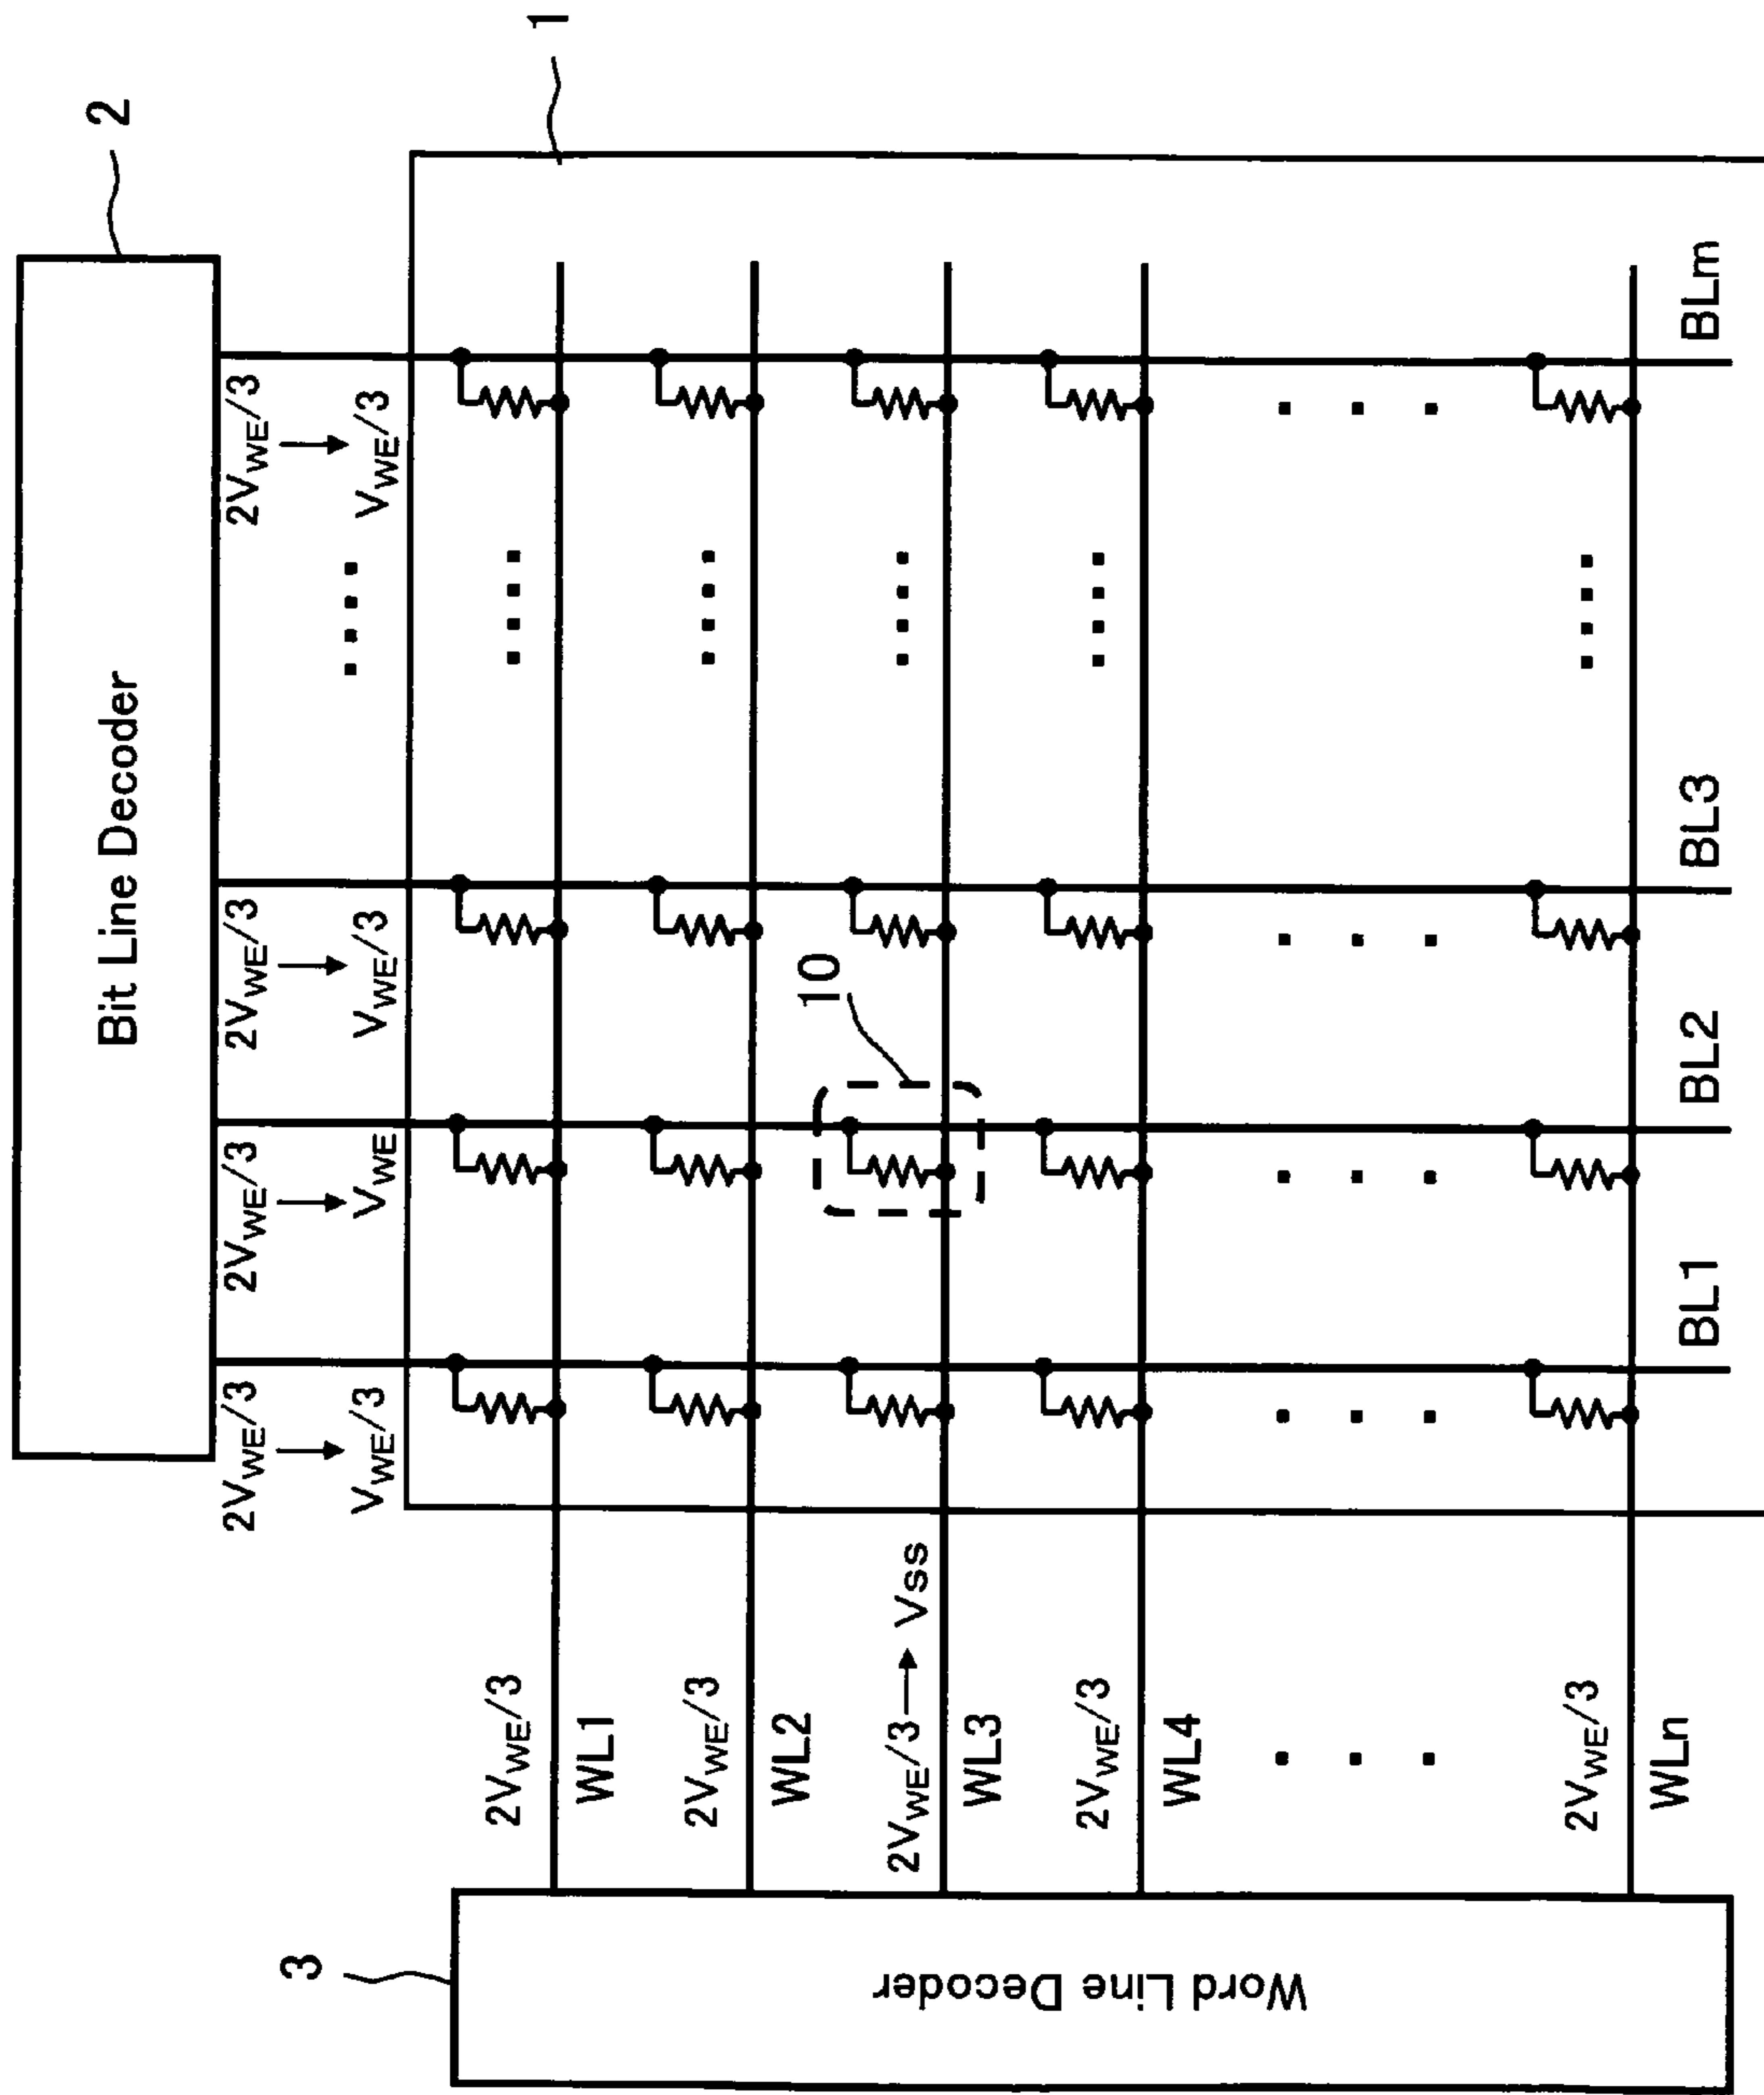 2
1
Bit Line Decoder
2VWE/3 → VWE/3
2VWE/3 → VWE
2VWE/3 → VWE/3
2VWE/3 → VWE/3
10
3
Word Line Decoder
2VWE/3
WL1
2VWE/3
WL2
2VWE/3 → Vss
WL3
2VWE/3
WL4
2VWE/3
WLn
BL1
BL2
BL3
BLm